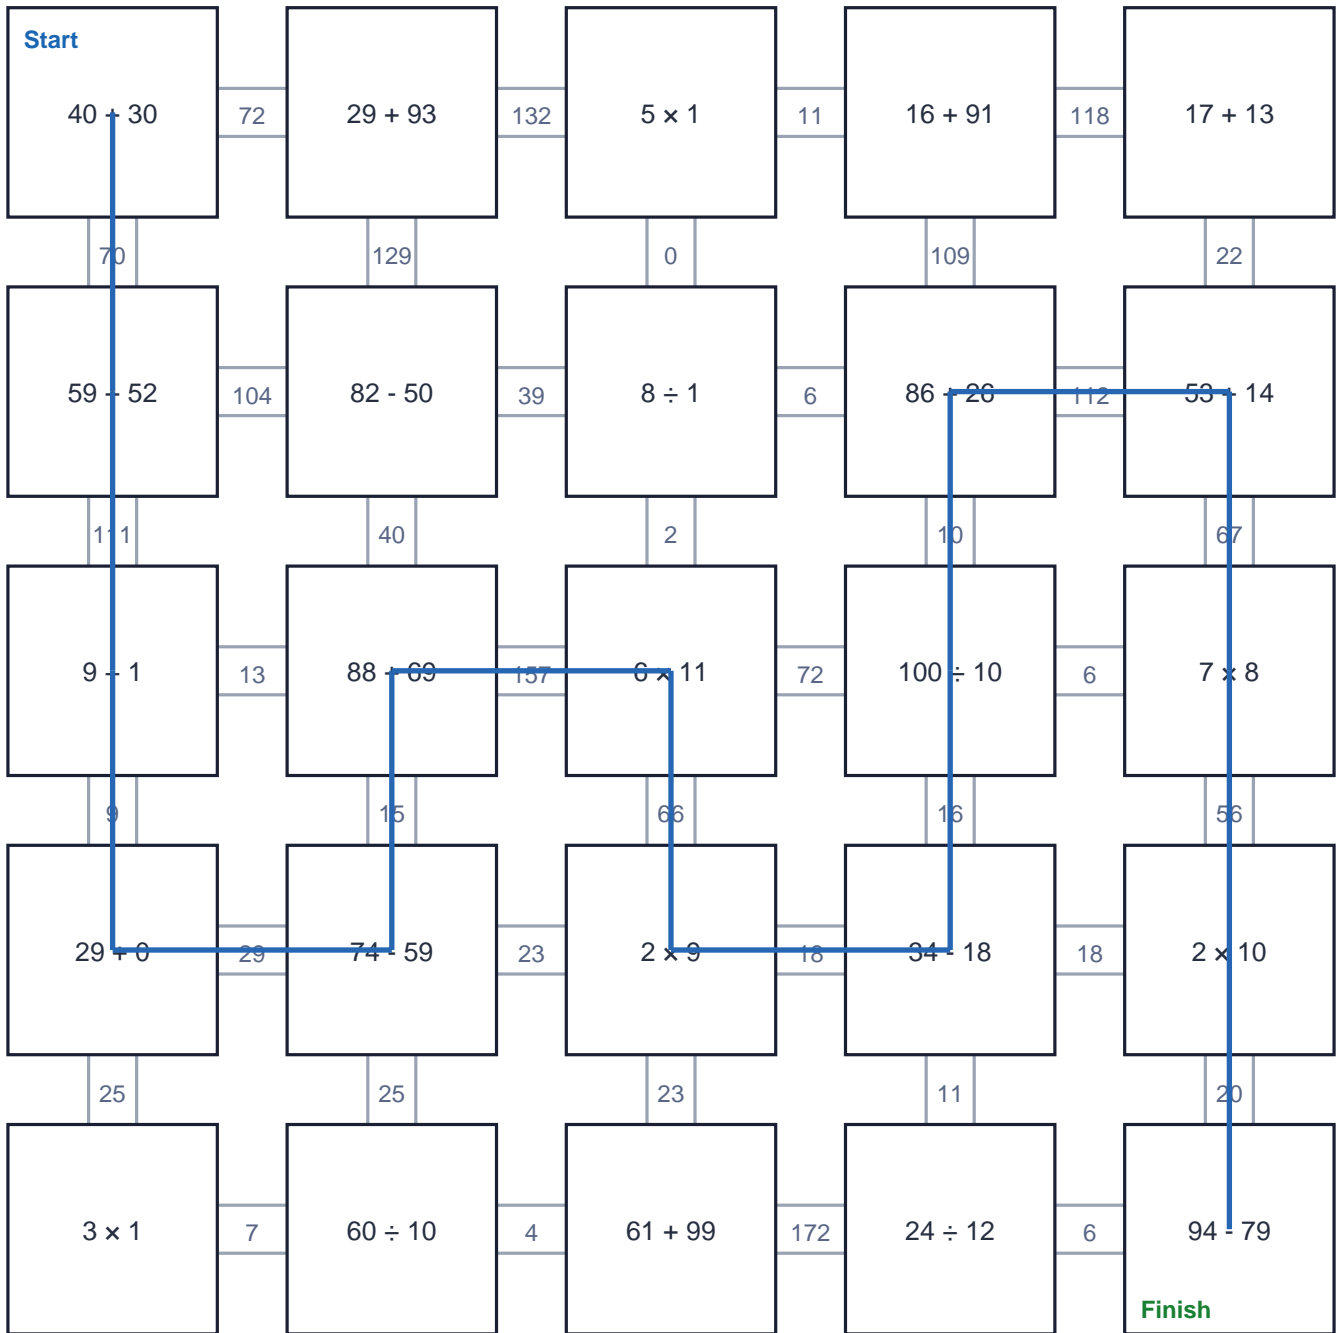 Start
40 + 30 72 29 + 93 132 5 × 1 11 16 + 91 118 17 + 13
70 129 0 109 22
59 + 52 104 82 - 50 39 8 ÷ 1 6 86 + 26 112 53 + 14
111 40 2 10 67
9 ÷ 1 13 88 + 69 157 6 × 11 72 100 ÷ 10 6 7 × 8
9 15 66 16 56
29 + 0 29 74 - 59 23 2 × 9 18 34 - 18 18 2 × 10
25 25 23 11 20
3 × 1 7 60 ÷ 10 4 61 + 99 172 24 ÷ 12 6 94 - 79
Finish